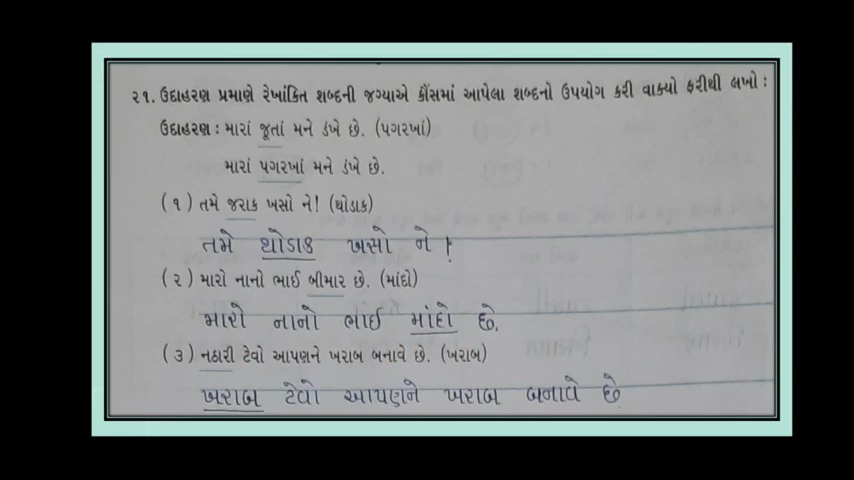 ૨૧. ઉદાહરણ પ્રમાણે રેખાંકિત શબ્દની જગ્યાએ કૌંસમાં આપેલા શબ્દનો ઉપયોગ કરી વાક્યો ફરીથી લખો :
ઉદાહરણ : મારાં જૂતાં મને ડંખે છે. (પગરખાં)
મારાં પગરખાં મને ડંખે છે.
(૧) તમે જરાક ખસો ને! (થોડાક)
તમે થોડાક ખસો ને !
(૨) મારો નાનો ભાઈ બીમાર છે. (માંદો)
મારો નાનો ભાઈ માંદો છે.
(૩) નઠારી ટેવો આપણને ખરાબ બનાવે છે. (ખરાબ)
ખરાબ ટેવો આપણને ખરાબ બનાવે છે